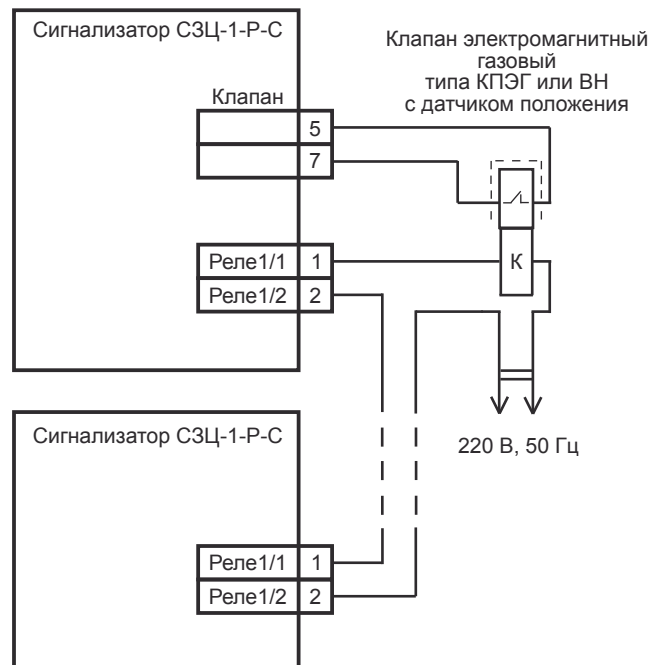 Сигнализатор СЗЦ-1-Р-С
Клапан электромагнитный
газовый
типа КПЭГ или ВН
с датчиком положения
Клапан
5
7
Реле1/1 1
Реле1/2 2
К
220 В, 50 Гц
Сигнализатор СЗЦ-1-Р-С
Реле1/1 1
Реле1/2 2